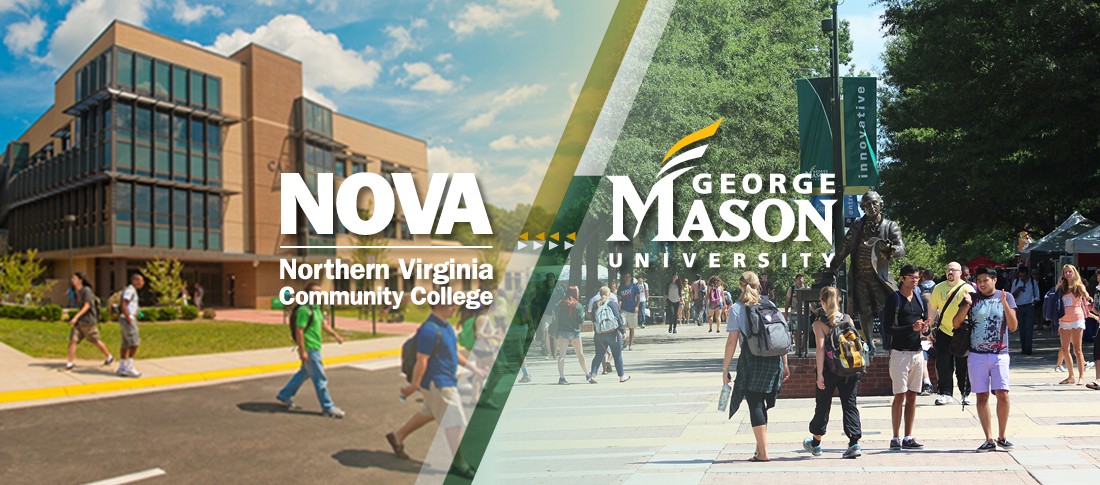 NOVA
Northern Virginia
Community College
GEORGE
MASON
UNIVERSITY
innovative